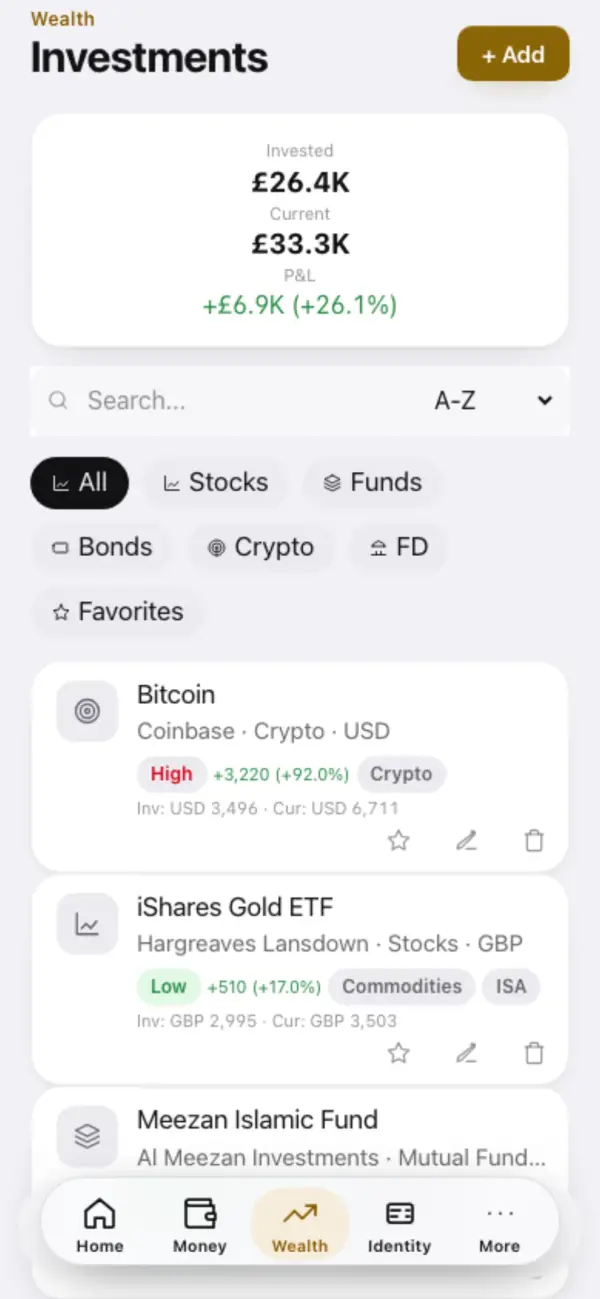 Wealth
Investments
+ Add
Invested
£26.4K
Current
£33.3K
P&L
+£6.9K (+26.1%)
Search...
A-Z
All
Stocks
Funds
Bonds
Crypto
FD
Favorites
Bitcoin
Coinbase · Crypto · USD
High +3,220 (+92.0%) Crypto
Inv: USD 3,496 · Cur: USD 6,711
iShares Gold ETF
Hargreaves Lansdown · Stocks · GBP
Low +510 (+17.0%) Commodities ISA
Inv: GBP 2,995 · Cur: GBP 3,503
Meezan Islamic Fund
Al Meezan Investments · Mutual Fund...
Home
Money
Wealth
Identity
More